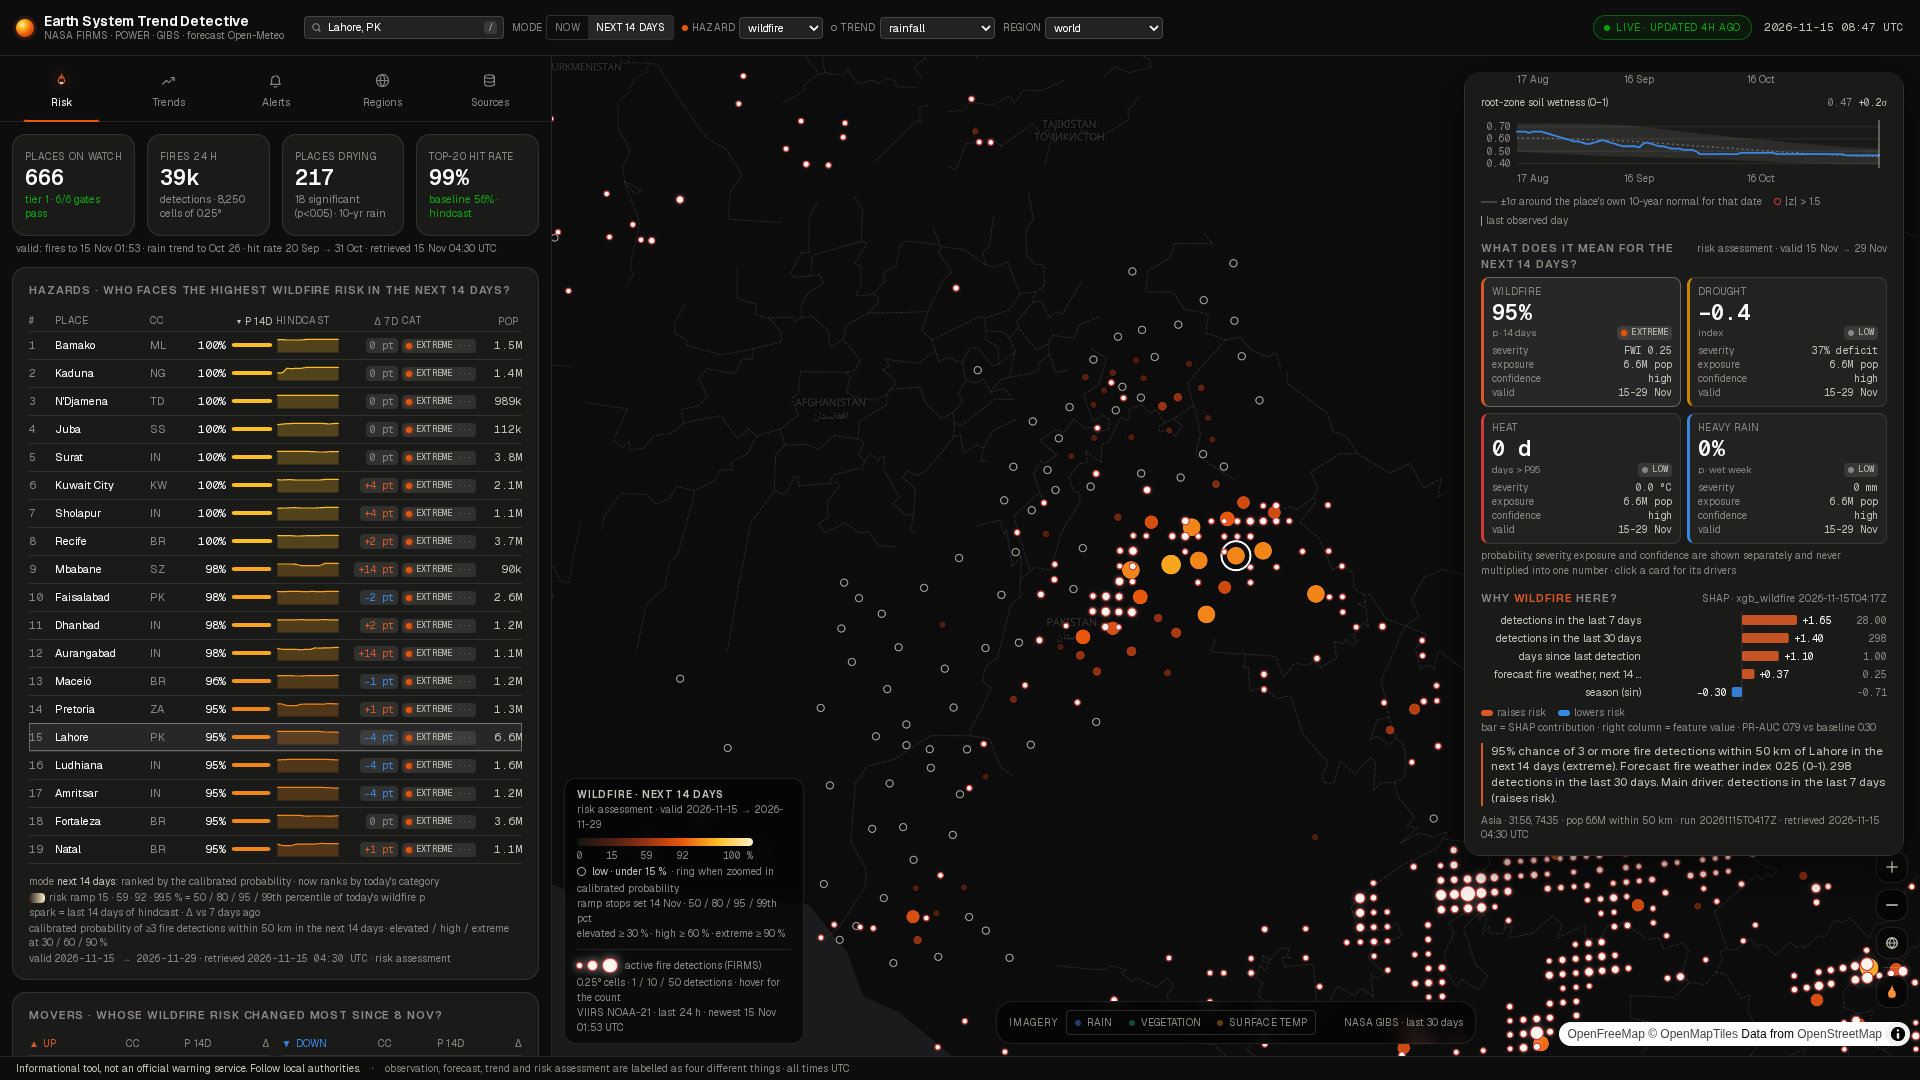 Earth System Trend Detective
NASA FIRMS · POWER · GIBS · forecast Open-Meteo
Lahore, PK /
MODE NOW NEXT 14 DAYS HAZARD wildfire TREND rainfall REGION world
LIVE · UPDATED 4H AGO 2026-11-15 08:47 UTC
Risk Trends Alerts Regions Sources
PLACES ON WATCH
666
tier 1 · 6/6 gates pass
FIRES 24 H
39k
detections · 8,250 cells of 0.25°
PLACES DRYING
217
18 significant (p<0.05) · 10-yr rain
TOP-20 HIT RATE
99%
baseline 56% · hindcast
valid: fires to 15 Nov 01:53 · rain trend to Oct 26 · hit rate 20 Sep → 31 Oct · retrieved 15 Nov 04:30 UTC
HAZARDS · WHO FACES THE HIGHEST WILDFIRE RISK IN THE NEXT 14 DAYS?
# PLACE CC ▼ P 14D HINDCAST Δ 7D CAT POP
1 Bamako ML 100% 0 pt EXTREME --- 1.5M
2 Kaduna NG 100% 0 pt EXTREME --- 1.4M
3 N'Djamena TD 100% 0 pt EXTREME --- 989k
4 Juba SS 100% 0 pt EXTREME --- 112k
5 Surat IN 100% 0 pt EXTREME --- 3.8M
6 Kuwait City KW 100% +4 pt EXTREME --- 2.1M
7 Sholapur IN 100% +4 pt EXTREME --- 1.1M
8 Recife BR 100% +2 pt EXTREME --- 3.7M
9 Mbabane SZ 98% +14 pt EXTREME --- 90k
10 Faisalabad PK 98% −2 pt EXTREME --- 2.6M
11 Dhanbad IN 98% +2 pt EXTREME --- 1.2M
12 Aurangabad IN 98% +14 pt EXTREME --- 1.1M
13 Maceió BR 96% −1 pt EXTREME --- 1.2M
14 Pretoria ZA 95% +1 pt EXTREME --- 1.3M
15 Lahore PK 95% −4 pt EXTREME --- 6.6M
16 Ludhiana IN 95% −4 pt EXTREME --- 1.6M
17 Amritsar IN 95% −4 pt EXTREME --- 1.2M
18 Fortaleza BR 95% 0 pt EXTREME --- 3.6M
19 Natal BR 95% +1 pt EXTREME --- 1.1M
mode next 14 days: ranked by the calibrated probability · now ranks by today's category
risk ramp 15 · 59 · 92 · 99.5 % = 50 / 80 / 95 / 99th percentile of today's wildfire p
spark = last 14 days of hindcast · Δ vs 7 days ago
calibrated probability of ≥3 fire detections within 50 km in the next 14 days · elevated / high / extreme
at 30 / 60 / 90 %
valid 2026-11-15 → 2026-11-29 · retrieved 2026-11-15 04:30 UTC · risk assessment
MOVERS · WHOSE WILDFIRE RISK CHANGED MOST SINCE 8 NOV?
▲ UP CC P 14D Δ ▼ DOWN CC P 14D Δ
URKMENISTAN
TAJIKISTAN
ТОҶИКИСТОН
AFGHANISTAN
افغانستان
PAKISTAN
WILDFIRE · NEXT 14 DAYS
risk assessment · valid 2026-11-15 → 2026-
11-29
0 15 59 92 100 %
low · under 15 % · ring when zoomed in
calibrated probability
ramp stops set 14 Nov · 50 / 80 / 95 / 99th
pct
elevated ≥ 30 % · high ≥ 60 % · extreme ≥ 90 %
active fire detections (FIRMS)
0.25° cells · 1 / 10 / 50 detections · hover for
the count
VIIRS NOAA-21 · last 24 h · newest 15 Nov
01:53 UTC
17 Aug 16 Sep 16 Oct
root-zone soil wetness (0–1) 0.47 +0.2σ
0.70
0.60
0.50
0.40
17 Aug 16 Sep 16 Oct
±1σ around the place's own 10-year normal for that date |z| > 1.5
last observed day
WHAT DOES IT MEAN FOR THE NEXT 14 DAYS? risk assessment · valid 15 Nov → 29 Nov
WILDFIRE
95%
p · 14 days EXTREME
severity FWI 0.25
exposure 6.6M pop
confidence high
valid 15–29 Nov
DROUGHT
−0.4
index LOW
severity 37% deficit
exposure 6.6M pop
confidence high
valid 15–29 Nov
HEAT
0 d
days > P95 LOW
severity 0.0 °C
exposure 6.6M pop
confidence high
valid 15–29 Nov
HEAVY RAIN
0%
p · wet week LOW
severity 0 mm
exposure 6.6M pop
confidence high
valid 15–29 Nov
probability, severity, exposure and confidence are shown separately and never
multiplied into one number · click a card for its drivers
WHY WILDFIRE HERE? SHAP · xgb_wildfire 2026-11-15T04:17Z
detections in the last 7 days +1.65 28.00
detections in the last 30 days +1.40 298
days since last detection +1.10 1.00
forecast fire weather, next 14 … +0.37 0.25
season (sin) −0.30 −0.71
raises risk lowers risk
bar = SHAP contribution · right column = feature value · PR-AUC 0.79 vs baseline 0.30
95% chance of 3 or more fire detections within 50 km of Lahore in the
next 14 days (extreme). Forecast fire weather index 0.25 (0-1). 298
detections in the last 30 days. Main driver: detections in the last 7 days
(raises risk).
Asia · 31.56, 74.35 · pop 6.6M within 50 km · run 20261115T0417Z · retrieved 2026-11-15
04:30 UTC
IMAGERY RAIN VEGETATION SURFACE TEMP NASA GIBS · last 30 days
OpenFreeMap © OpenMapTiles Data from OpenStreetMap
Informational tool, not an official warning service. Follow local authorities. · observation, forecast, trend and risk assessment are labelled as four different things · all times UTC